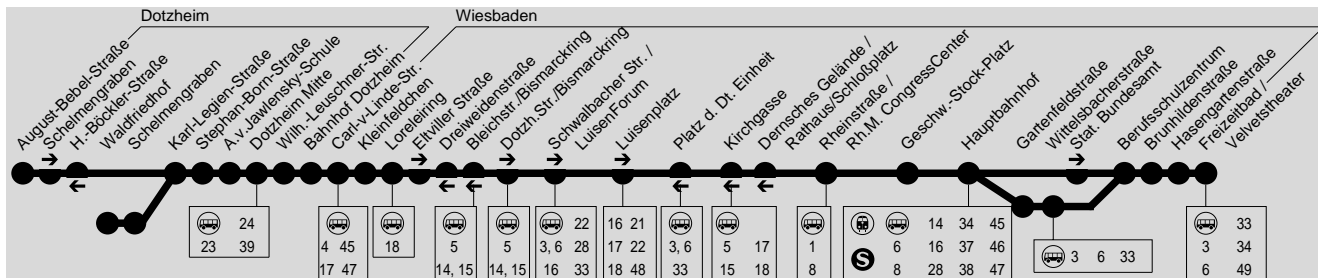 Dotzheim
Wiesbaden
August-Bebel-Straße
Schelmengraben
H.-Böckler-Straße
Waldfriedhof
Schelmengraben
Karl-Legien-Straße
Stephan-Born-Straße
A.v.Jawlensky-Schule
Dotzheim Mitte
Wilh.-Leuschner-Str.
Bahnhof Dotzheim
Carl-v-Linde-Str.
Kleinfeldchen
Loreleiring
Eltviller Straße
Dreiweidenstraße
Bleichstr./Bismarckring
Dotzh.Str./Bismarckring
Schwalbacher Str. /
LuisenForum
Luisenplatz
Platz d. Dt. Einheit
Kirchgasse
Dernsches Gelände /
Rathaus/Schloßplatz
Rheinstraße /
Rh.M. CongressCenter
Geschw.-Stock-Platz
Hauptbahnhof
Gartenfeldstraße
Wittelsbacherstraße
Stat. Bundesamt
Berufsschulzentrum
Brunhildenstraße
Hasengartenstraße
Freizeitbad /
Velvetstheater
24
23 39
4 45
17 47
18
5
14, 15
5
14, 15
22
3, 6 28
16 33
16 21
17 22
18 48
3, 6
33
5 17
15 18
1
8
14 34 45
6 16 37 46
S 8 28 38 47
3 6 33
33
3 34
6 49